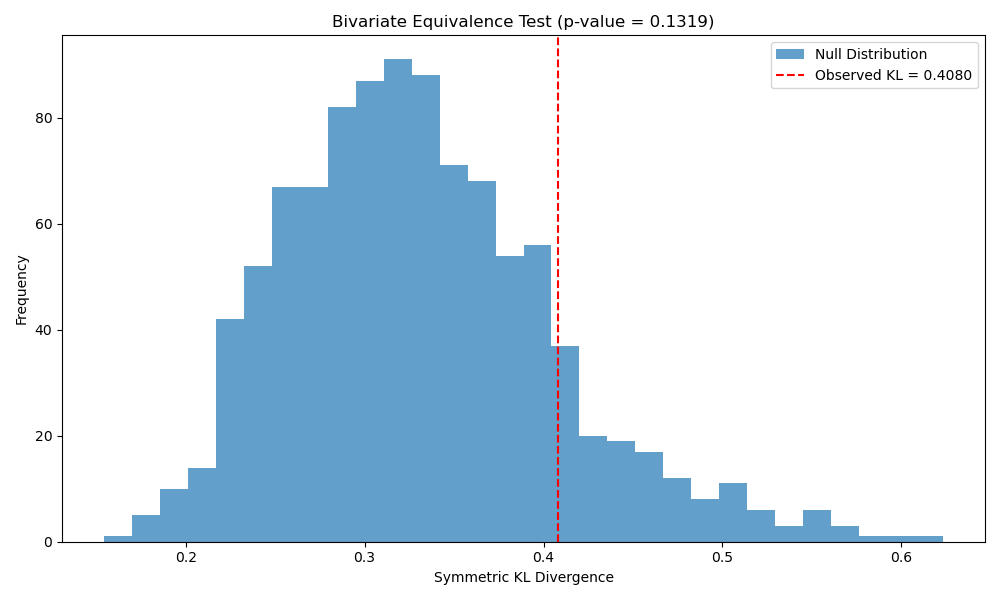 Bivariate Equivalence Test (p-value = 0.1319)
Null Distribution
Observed KL = 0.4080
Frequency
80
60
40
20
0
0.2 0.3 0.4 0.5 0.6
Symmetric KL Divergence